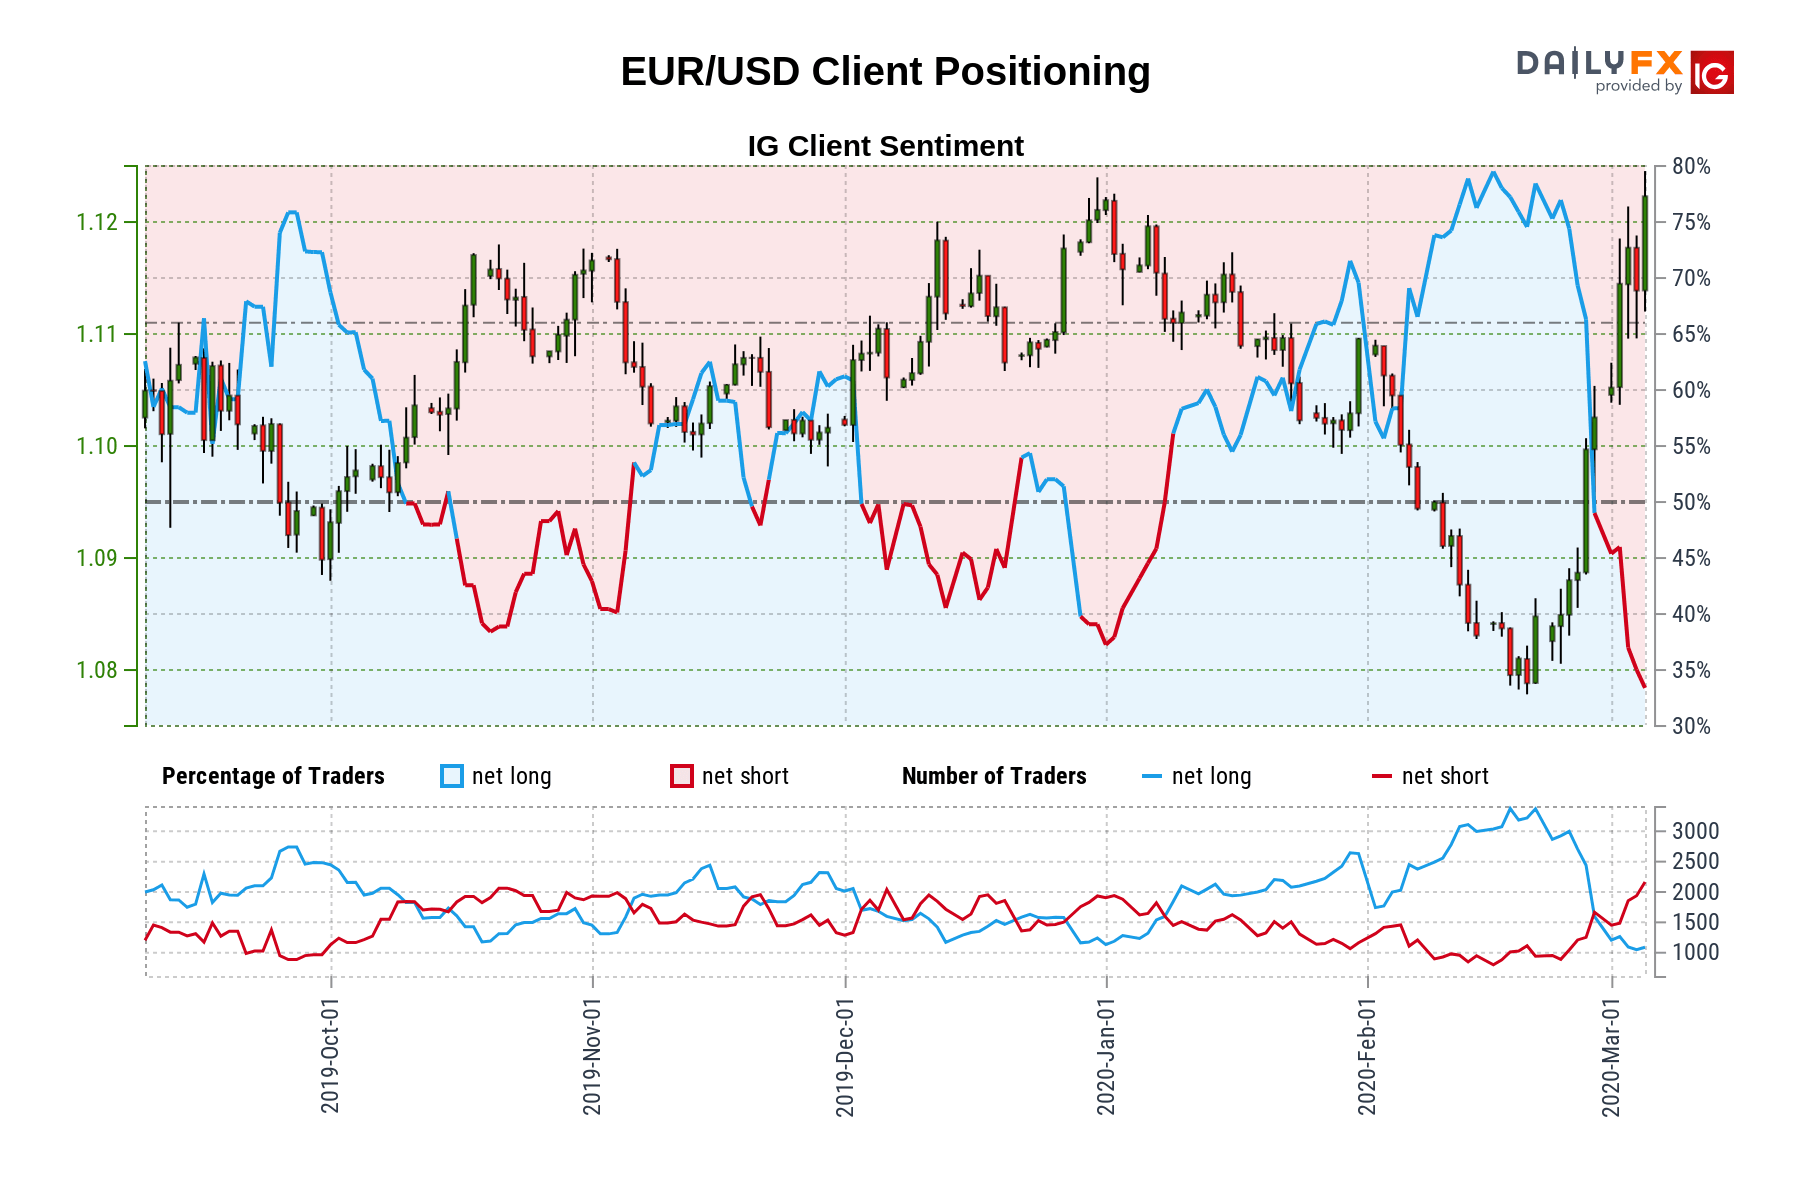 EUR/USD Client Positioning
DAILYFX
provided by
IG
IG Client Sentiment
1.12
1.11
1.10
1.09
1.08
80%
75%
70%
65%
60%
55%
50%
45%
40%
35%
30%
Percentage of Traders
net long
net short
Number of Traders
net long
net short
3000
2500
2000
1500
1000
2019-Oct-01
2019-Nov-01
2019-Dec-01
2020-Jan-01
2020-Feb-01
2020-Mar-01